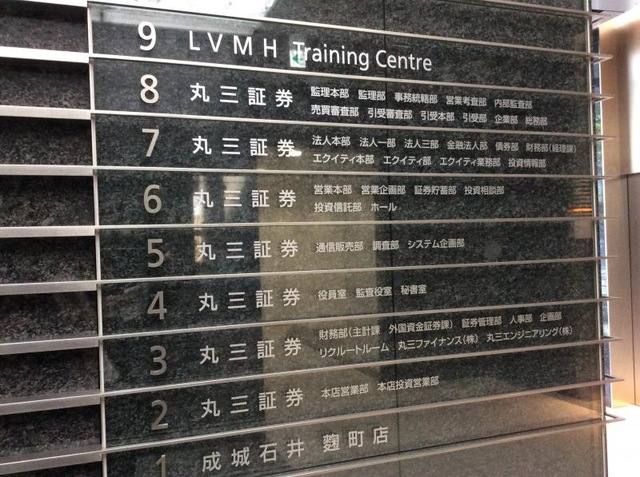 9 LVMH Training Centre
8 丸三証券 監理本部 監理部 事務統轄部 営業考査部 内部監査部
売買審査部 引受審査部 引受本部 引受部 企業部 総務部
7 丸三証券 法人本部 法人一部 法人三部 金融法人部 債券部 財務部(経理課)
エクイティ本部 エクイティ部 エクイティ業務部 投資情報部
6 丸三証券 営業本部 営業企画部 証券貯蓄部 投資相談部
投資信託部 ホール
5 丸三証券 通信販売部 調査部 システム企画部
4 丸三証券 役員室 監査役室 秘書室
3 丸三証券 財務部(主計課 外国資金証券課) 証券管理部 人事部 企画部
リクルートルーム 丸三ファイナンス(株) 丸三エンジニアリング(株)
2 丸三証券 本店営業部 本店投資営業部
1 成城石井 麹町店